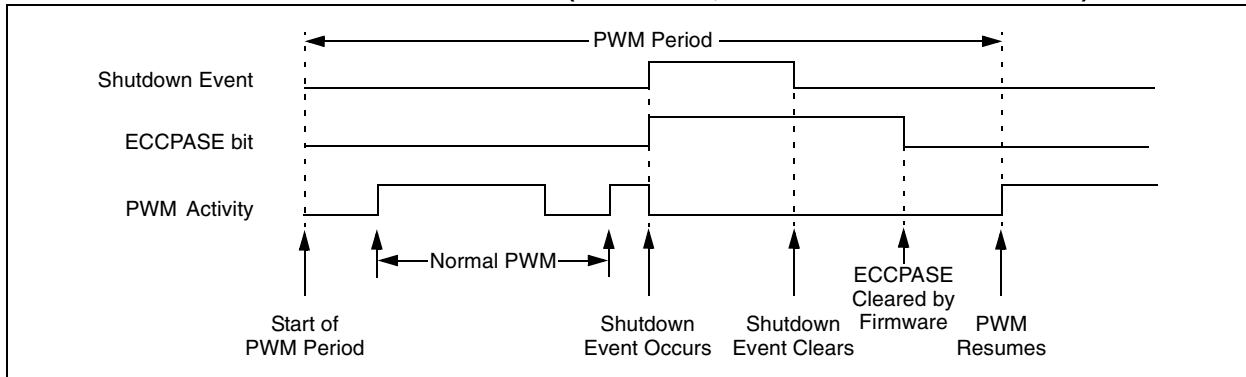 PWM Period
Shutdown Event
ECCPASE bit
PWM Activity
Normal PWM
Start of
PWM Period
Shutdown
Event Occurs
Shutdown
Event Clears
ECCPASE
Cleared by
Firmware
PWM
Resumes